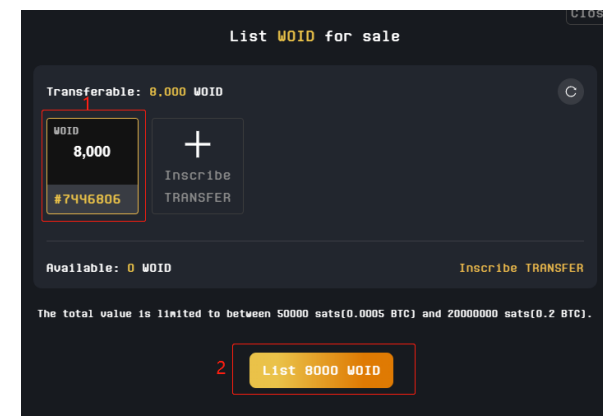 Clos
List WOID for sale
Transferable: 8,000 WOID
1
WOID
8,000
#7446806
Inscribe
TRANSFER
Available: 0 WOID
Inscribe TRANSFER
The total value is limited to between 50000 sats(0.0005 BTC) and 20000000 sats(0.2 BTC).
2
List 8000 WOID